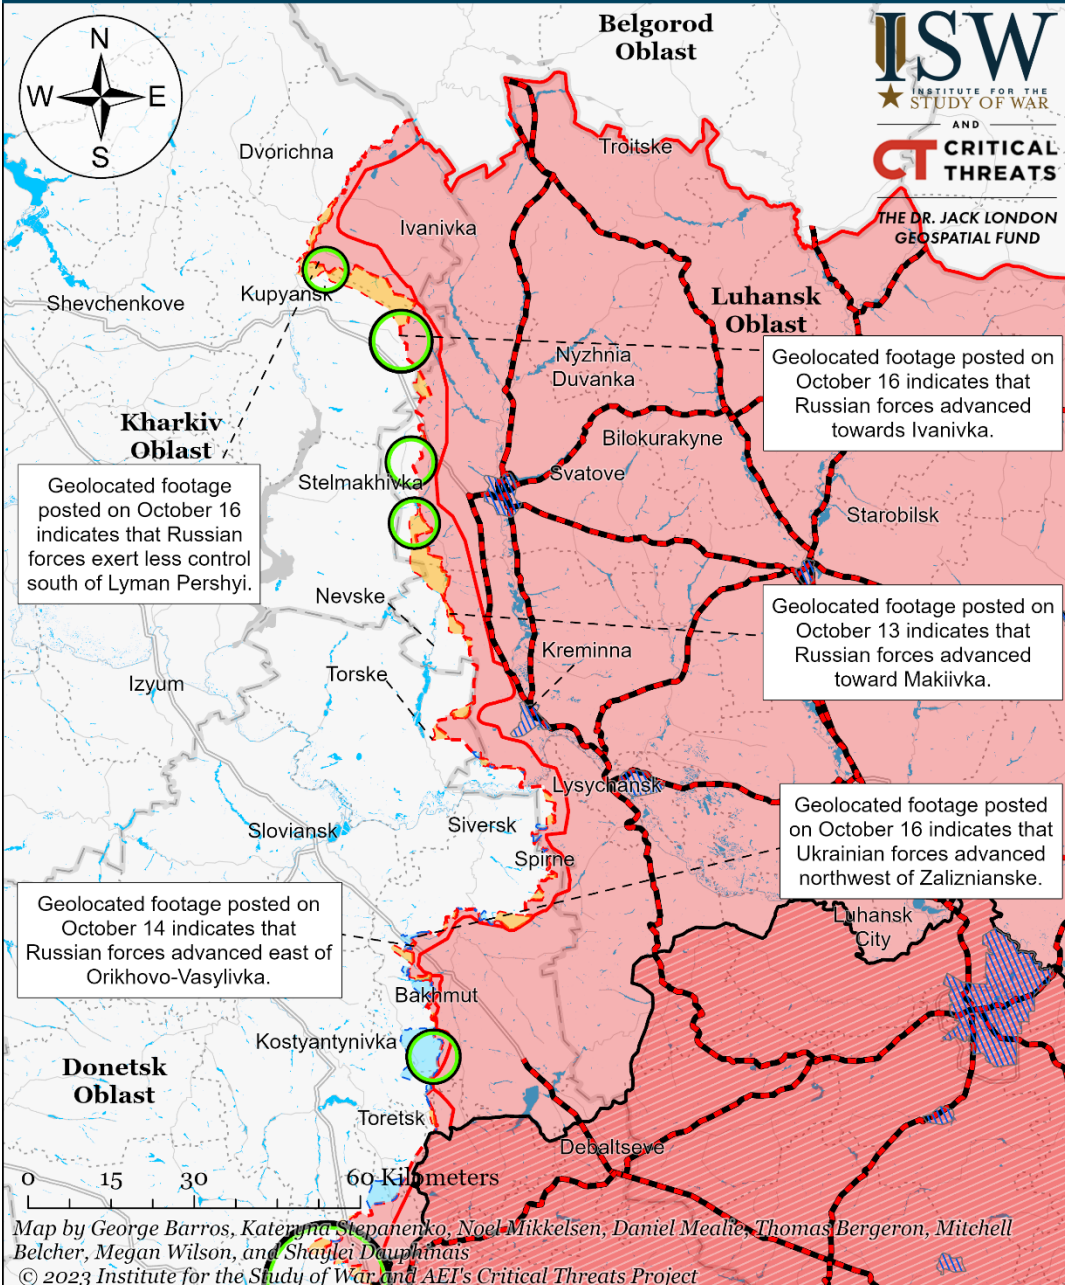 Belgorod
Oblast
ISW
INSTITUTE FOR THE
STUDY OF WAR
AND
CT CRITICAL
THREATS
THE DR. JACK LONDON
GEOSPATIAL FUND
N
W
E
S
Dvorichna
Troitske
Ivanivka
Shevchenkove
Kupyansk
Luhansk
Oblast
Nyzhnia
Duvanka
Geolocated footage posted on
October 16 indicates that
Russian forces advanced
towards Ivanivka.
Kharkiv
Oblast
Bilokurakyne
Svatove
Stelmakhivka
Geolocated footage
posted on October 16
indicates that Russian
forces exert less control
south of Lyman Pershyi.
Starobilsk
Nevske
Geolocated footage posted on
October 13 indicates that
Russian forces advanced
toward Makiivka.
Kreminna
Torske
Izyum
Lysychansk
Geolocated footage posted
on October 16 indicates that
Ukrainian forces advanced
northwest of Zaliznianske.
Sloviansk
Siversk
Spirne
Geolocated footage posted on
October 14 indicates that
Russian forces advanced east of
Orikhovo-Vasylivka.
Luhansk
City
Bakhmut
Kostyantynivka
Donetsk
Oblast
Toretsk
Debaltseve
0 15 30 60 Kilometers
Map by George Barros, Kateryna Stepanenko, Noel Mikkelsen, Daniel Mealie, Thomas Bergeron, Mitchell
Belcher, Megan Wilson, and Shaylei Dauphinais
© 2023 Institute for the Study of War and AEI's Critical Threats Project